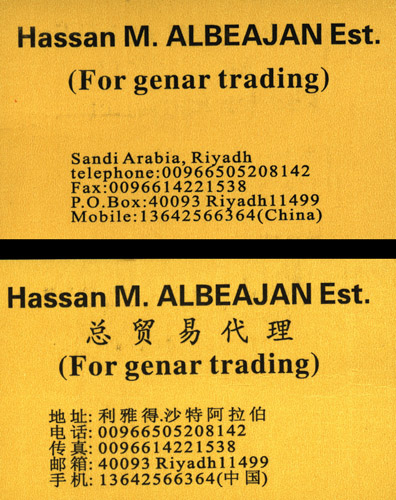 Hassan M. ALBEAJAN Est.
(For genar trading)
Sandi Arabia, Riyadh
telephone:00966505208142
Fax:0096614221538
P.O.Box:40093 Riyadh11499
Mobile:13642566364(China)
Hassan M. ALBEAJAN Est.
总贸易代理
(For genar trading)
地址: 利雅得.沙特阿拉伯
电话: 00966505208142
传真: 0096614221538
邮箱: 40093 Riyadh11499
手机: 13642566364(中国)